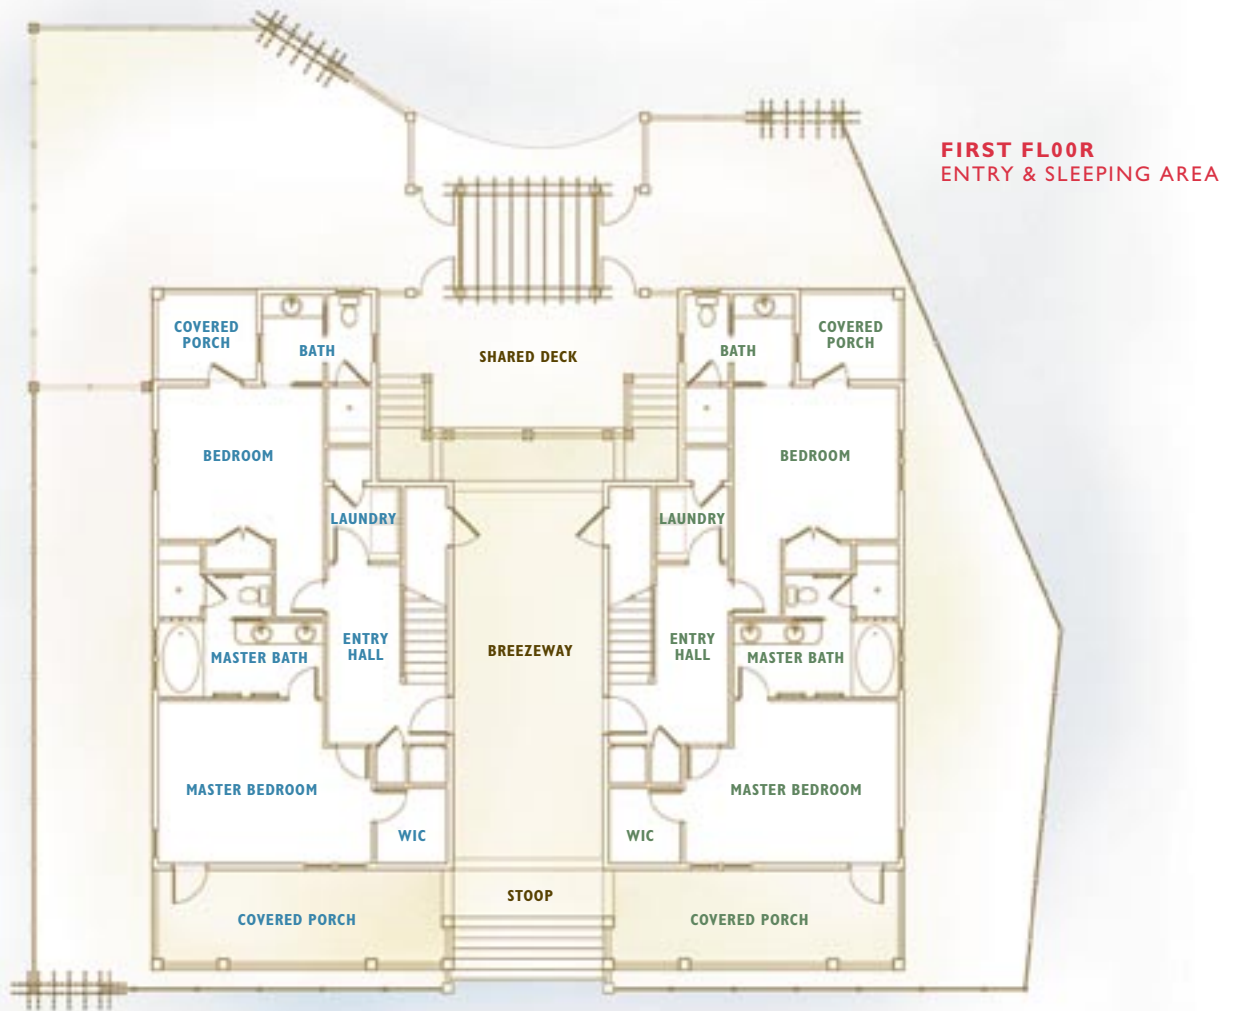 FIRST FL00R
ENTRY & SLEEPING AREA
COVERED
PORCH
BATH
SHARED DECK
BATH
COVERED
PORCH
BEDROOM
BEDROOM
LAUNDRY
LAUNDRY
ENTRY
HALL
MASTER BATH
BREEZEWAY
ENTRY
HALL
MASTER BATH
MASTER BEDROOM
MASTER BEDROOM
WIC
WIC
STOOP
COVERED PORCH
COVERED PORCH